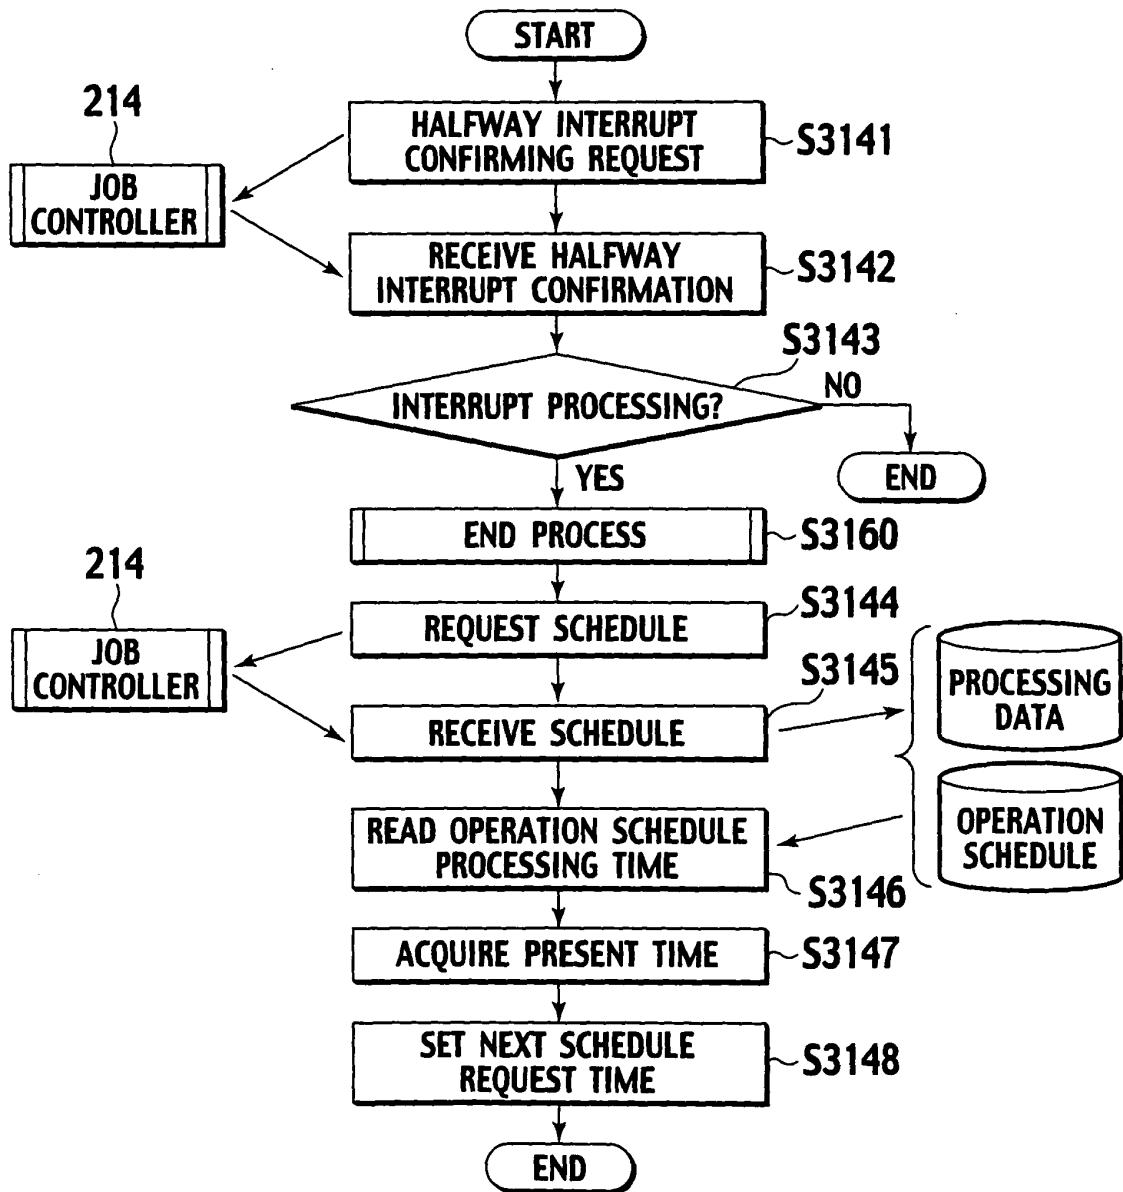 START
214
HALFWAY INTERRUPT
CONFIRMING REQUEST
S3141
JOB
CONTROLLER
RECEIVE HALFWAY
INTERRUPT CONFIRMATION
S3142
S3143
INTERRUPT PROCESSING?
NO
END
YES
END PROCESS
S3160
214
REQUEST SCHEDULE
S3144
JOB
CONTROLLER
S3145
RECEIVE SCHEDULE
PROCESSING
DATA
READ OPERATION SCHEDULE
PROCESSING TIME
S3146
OPERATION
SCHEDULE
ACQUIRE PRESENT TIME
S3147
SET NEXT SCHEDULE
REQUEST TIME
S3148
END